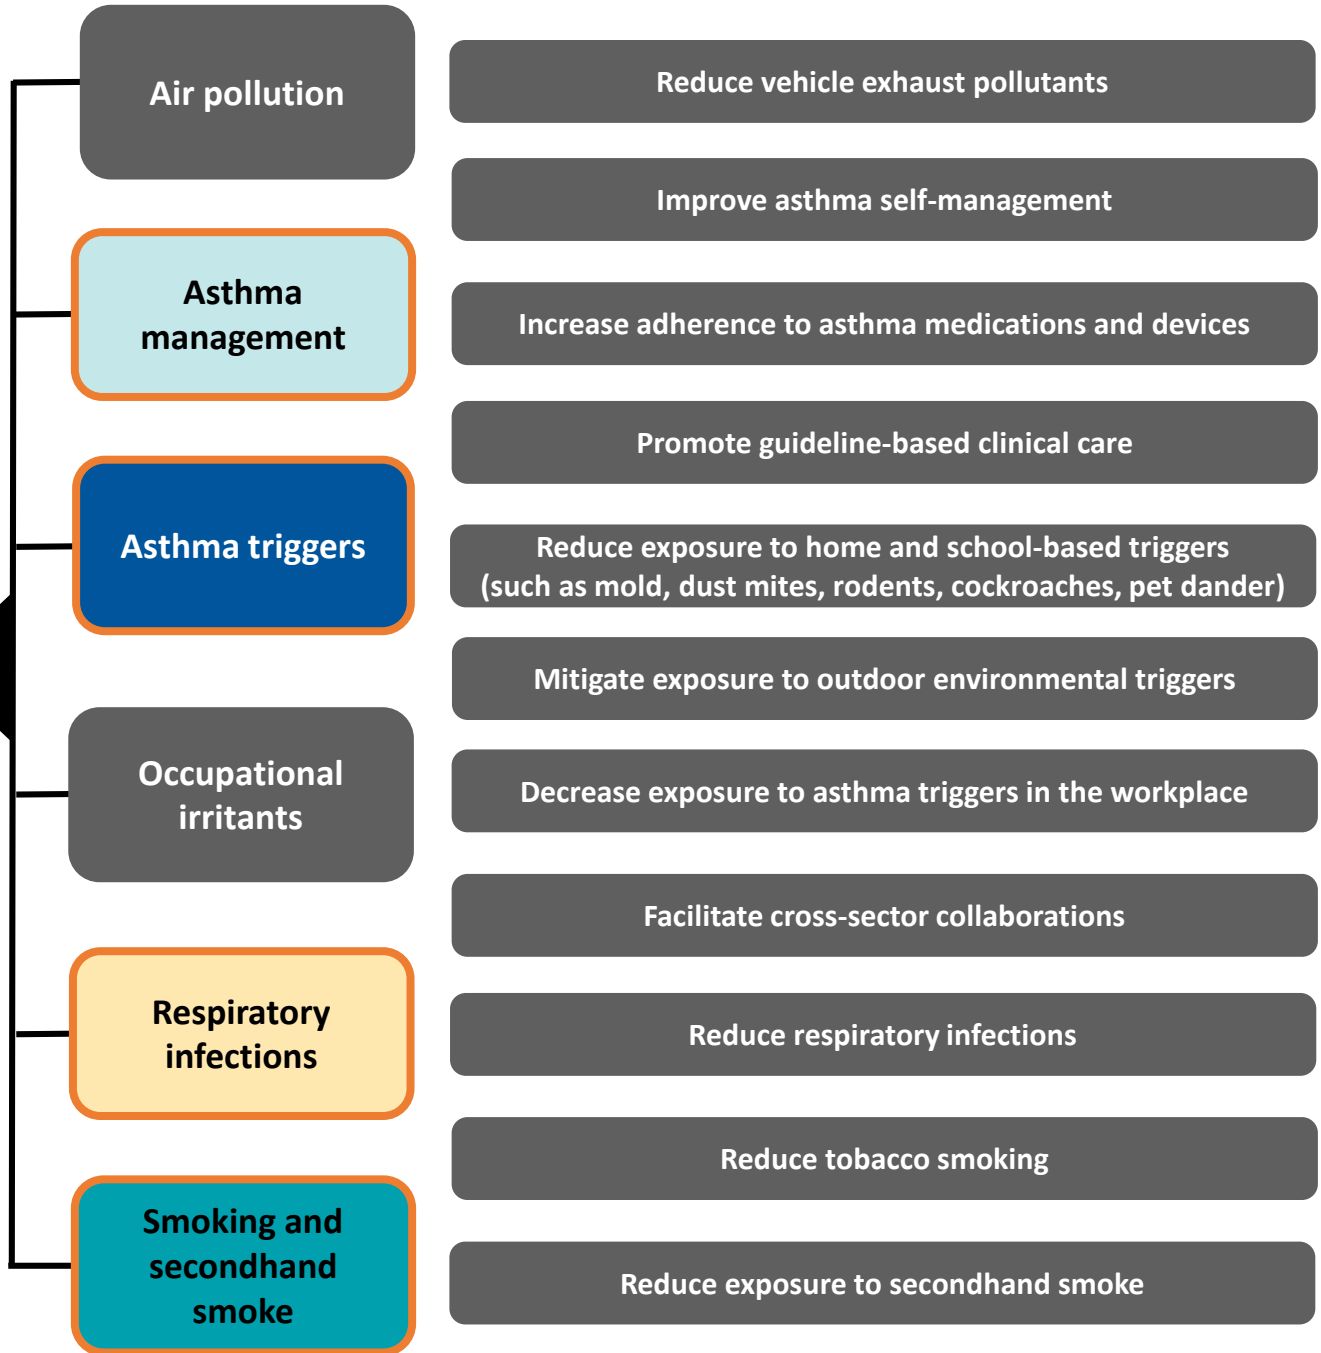 Air pollution
Asthma
management
Asthma triggers
Occupational
irritants
Respiratory
infections
Smoking and
secondhand
smoke
Reduce vehicle exhaust pollutants
Improve asthma self-management
Increase adherence to asthma medications and devices
Promote guideline-based clinical care
Reduce exposure to home and school-based triggers
(such as mold, dust mites, rodents, cockroaches, pet dander)
Mitigate exposure to outdoor environmental triggers
Decrease exposure to asthma triggers in the workplace
Facilitate cross-sector collaborations
Reduce respiratory infections
Reduce tobacco smoking
Reduce exposure to secondhand smoke